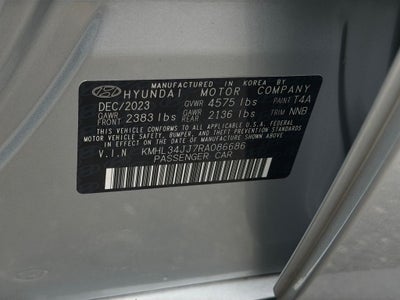 MANUFACTURED IN KOREA BY
HYUNDAI MOTOR COMPANY
DEC/2023 GVWR 4575 lbs PAINT T4A
GAWR FRONT 2383 lbs GAWR REAR 2136 lbs TRIM NNB
THIS VEHICLE CONFORMS TO ALL APPLICABLE U.S.A. FEDERAL
MOTOR VEHICLE SAFETY, BUMPER, AND THEFT PREVENTION STANDARDS
IN EFFECT ON THE DATE OF MANUFACTURE SHOWN ABOVE.
V.I.N KMHL34JJ7RA086686
PASSENGER CAR